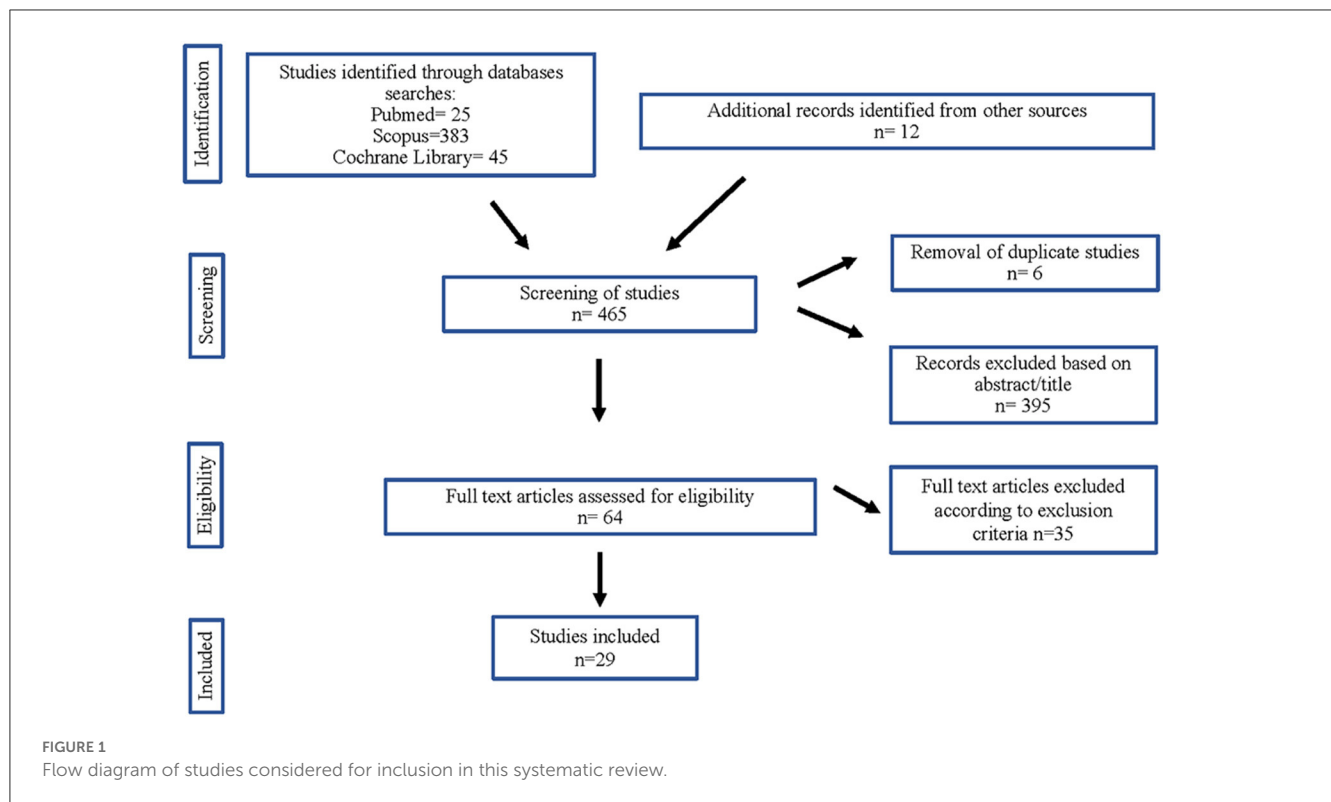 Identification
Studies identified through databases
searches:
Pubmed= 25
Scopus=383
Cochrane Library= 45
Additional records identified from other sources
n= 12
Screening
Screening of studies
n= 465
Removal of duplicate studies
n= 6
Records excluded based on
abstract/title
n= 395
Eligibility
Full text articles assessed for eligibility
n= 64
Full text articles excluded
according to exclusion
criteria n=35
Included
Studies included
n=29
FIGURE 1
Flow diagram of studies considered for inclusion in this systematic review.